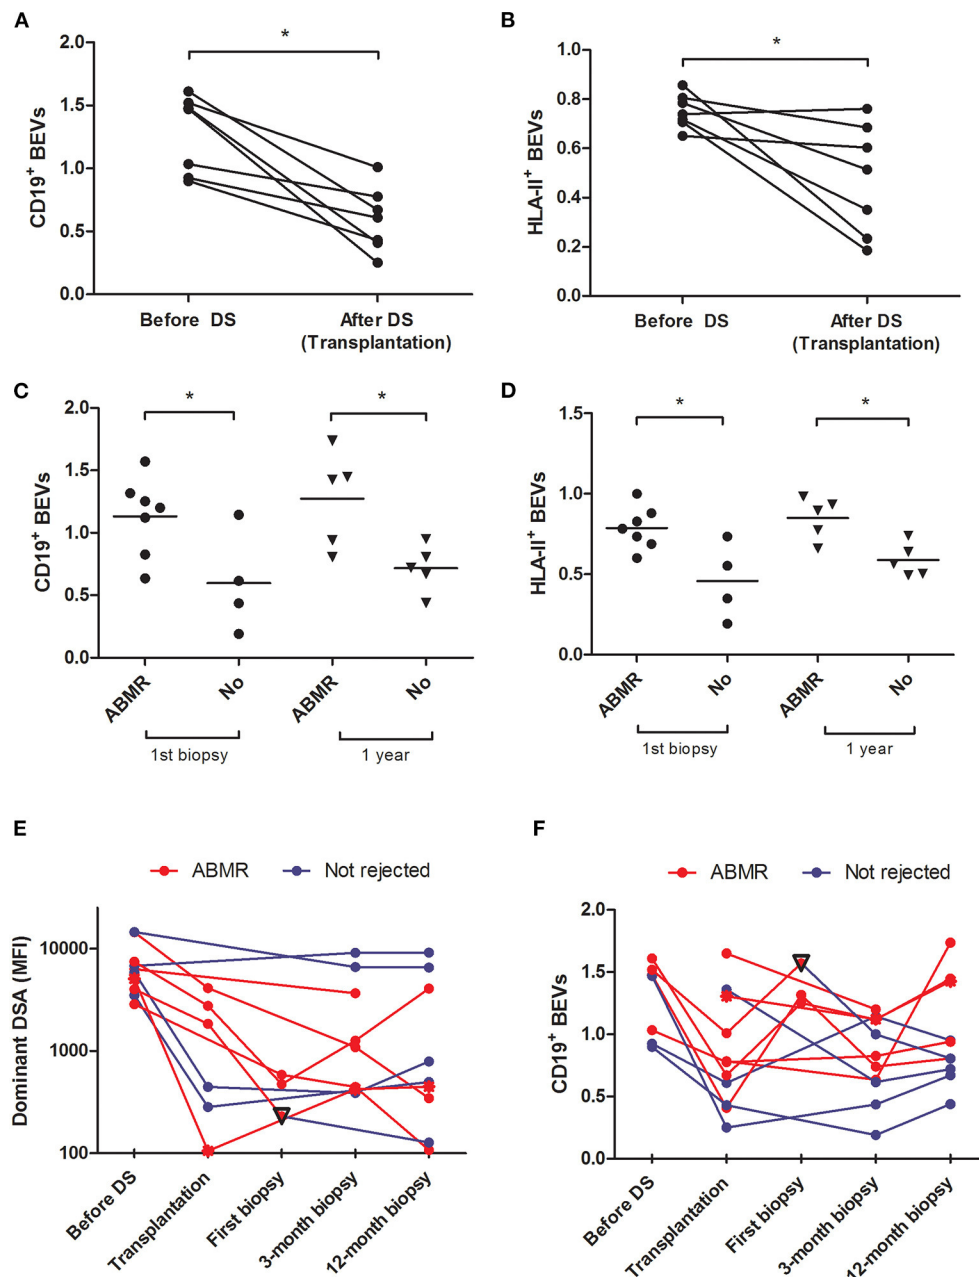 A
B
*
*
2.0
1.5
1.0
0.5
0.0
CD19+ BEVs
Before DS
After DS
(Transplantation)
1.0
0.8
0.6
0.4
0.2
0.0
HLA-II+ BEVs
Before DS
After DS
(Transplantation)
C
D
*
*
2.0
1.5
1.0
0.5
0.0
CD19+ BEVs
ABMR
No
ABMR
No
1st biopsy
1 year
*
*
1.5
1.0
0.5
0.0
HLA-II+ BEVs
ABMR
No
ABMR
No
1st biopsy
1 year
E
F
ABMR
Not rejected
10000
1000
100
Dominant DSA (MFI)
Before DS
Transplantation
First biopsy
3-month biopsy
12-month biopsy
ABMR
Not rejected
2.0
1.5
1.0
0.5
0.0
CD19+ BEVs
Before DS
Transplantation
First biopsy
3-month biopsy
12-month biopsy